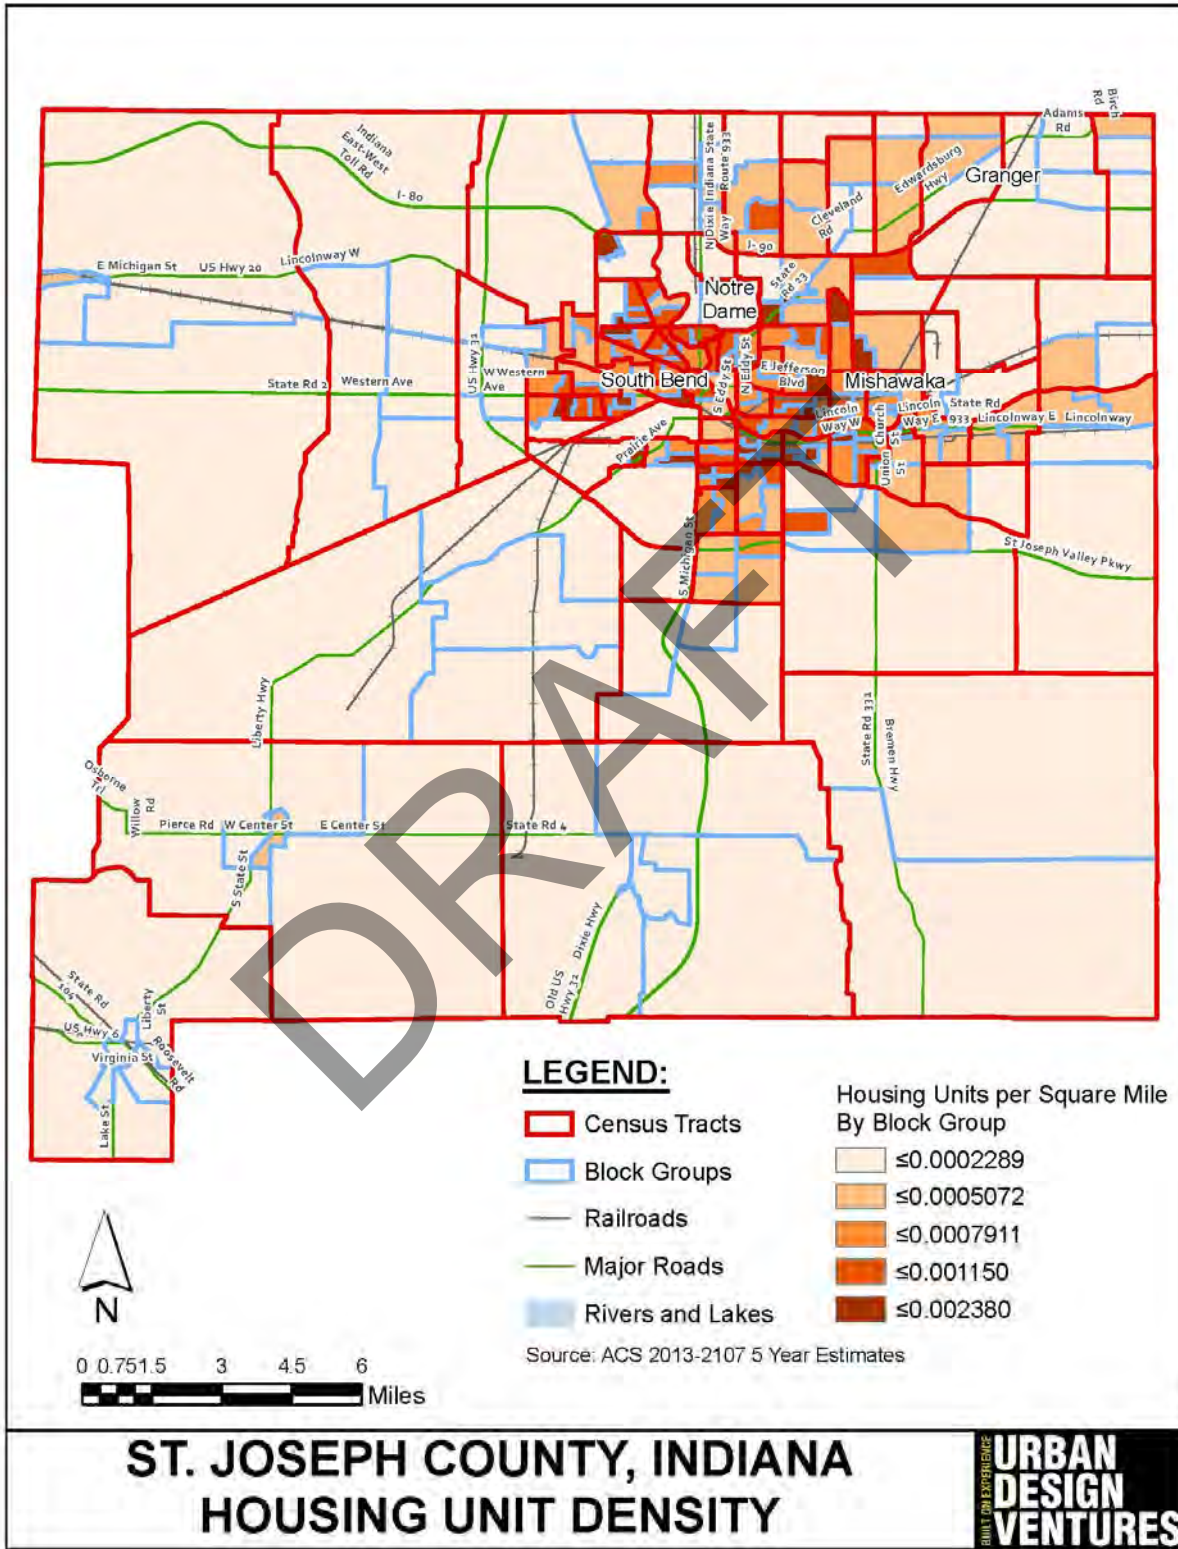 Birch
Rd
Adams
Rd
Indiana
East-West
Toll Rd
I-80
N Dixie
Way
Indiana State
Route 933
Edwardsburg
Hwy
Granger
Cleveland
Rd
I-90
State
Rd 23
E Michigan St
US Hwy 20
Lincolnway W
Notre
Dame
US Hwy 31
W Western
Ave
South Bend
S Eddy St
N Eddy St
E Jefferson
Blvd
Mishawaka
State Rd 2
Western Ave
Lincoln
Way W
Church
St
Union
St
Lincoln
Way E
State Rd
933
Lincolnway E
Lincolnway
Prairie Ave
S Michigan St
St Joseph Valley Pkwy
Liberty Hwy
State Rd 331
Bremen Hwy
Osborne
Trl
Willow
Rd
Pierce Rd
W Center St
E Center St
State Rd 4
S State St
Old US
Hwy 31
Dixie Hwy
State Rd
104
Liberty
St
US Hwy 6
Virginia St
Roosevelt
Rd
Lake St
DRAFT
LEGEND:
Census Tracts
Block Groups
Railroads
Major Roads
Rivers and Lakes
Housing Units per Square Mile
By Block Group
≤0.0002289
≤0.0005072
≤0.0007911
≤0.001150
≤0.002380
Source: ACS 2013-2107 5 Year Estimates
N
0 0.75 1.5 3 4.5 6
Miles
ST. JOSEPH COUNTY, INDIANA
HOUSING UNIT DENSITY
BUILT ON EXPERIENCE
URBAN
DESIGN
VENTURES